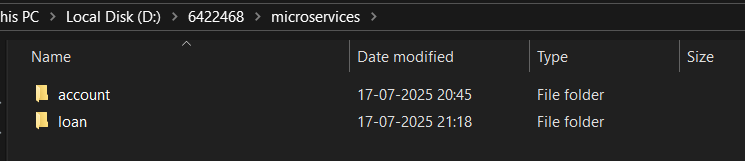 his PC > Local Disk (D:) > 6422468 > microservices >
Name Date modified Type Size
account 17-07-2025 20:45 File folder
loan 17-07-2025 21:18 File folder